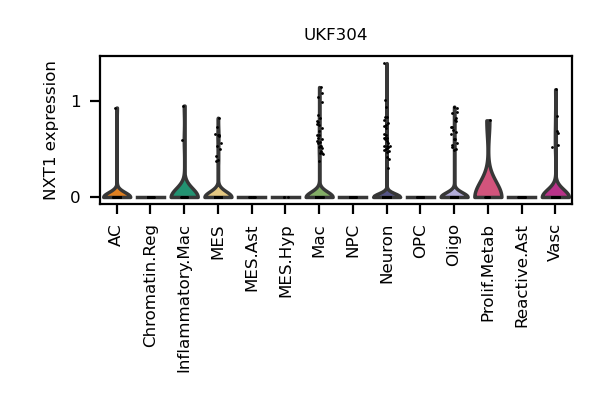 UKF304
NXT1 expression
1
0
AC
Chromatin.Reg
Inflammatory.Mac
MES
MES.Ast
MES.Hyp
Mac
NPC
Neuron
OPC
Oligo
Prolif.Metab
Reactive.Ast
Vasc